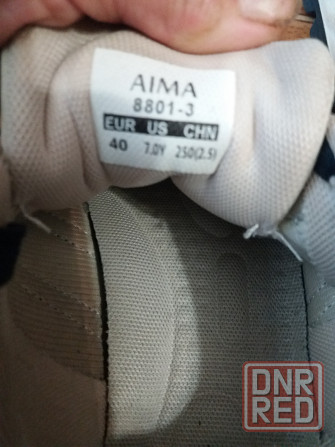 AIMA
8801-3
EUR US CHN
40 7.0Y 250(2.5)
DNR
RED